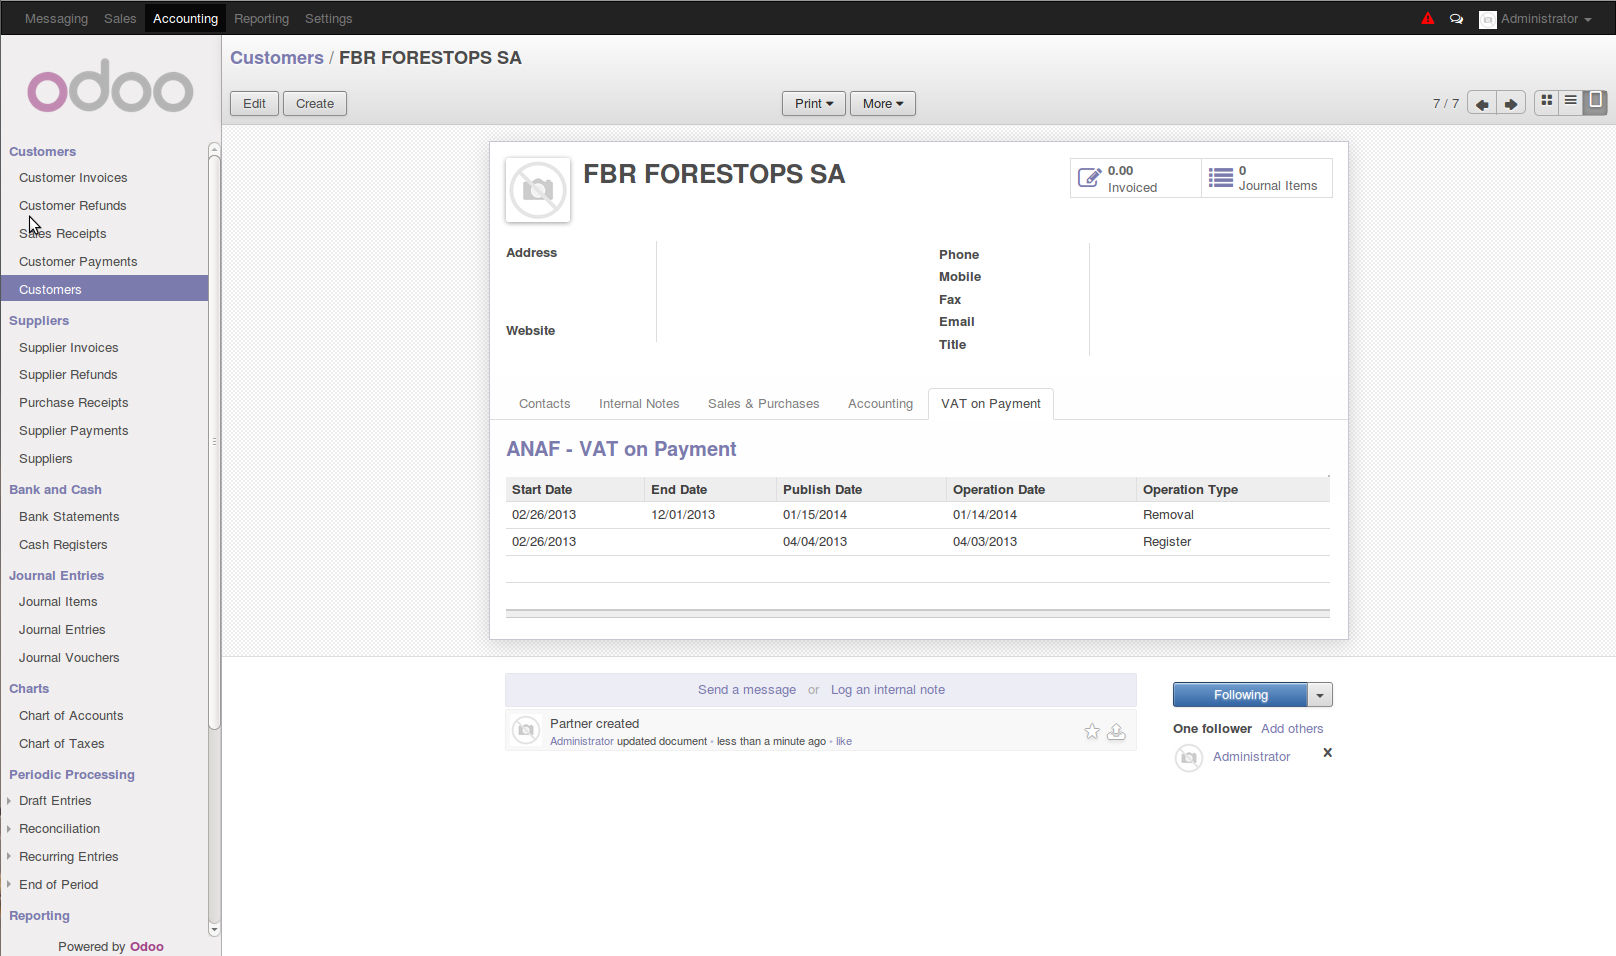 Messaging Sales Accounting Reporting Settings Administrator
odoo
Customers
Customer Invoices
Customer Refunds
Sales Receipts
Customer Payments
Customers
Suppliers
Supplier Invoices
Supplier Refunds
Purchase Receipts
Supplier Payments
Suppliers
Bank and Cash
Bank Statements
Cash Registers
Journal Entries
Journal Items
Journal Entries
Journal Vouchers
Charts
Chart of Accounts
Chart of Taxes
Periodic Processing
Draft Entries
Reconciliation
Recurring Entries
End of Period
Reporting
Powered by Odoo
Customers / FBR FORESTOPS SA
Edit Create Print More 7 / 7
FBR FORESTOPS SA
0.00
Invoiced
0
Journal Items
Address
Website
Phone
Mobile
Fax
Email
Title
Contacts Internal Notes Sales & Purchases Accounting VAT on Payment
ANAF - VAT on Payment
Start Date End Date Publish Date Operation Date Operation Type
02/26/2013 12/01/2013 01/15/2014 01/14/2014 Removal
02/26/2013 04/04/2013 04/03/2013 Register
Send a message or Log an internal note
Partner created
Administrator updated document • less than a minute ago • like
Following
One follower Add others
Administrator x